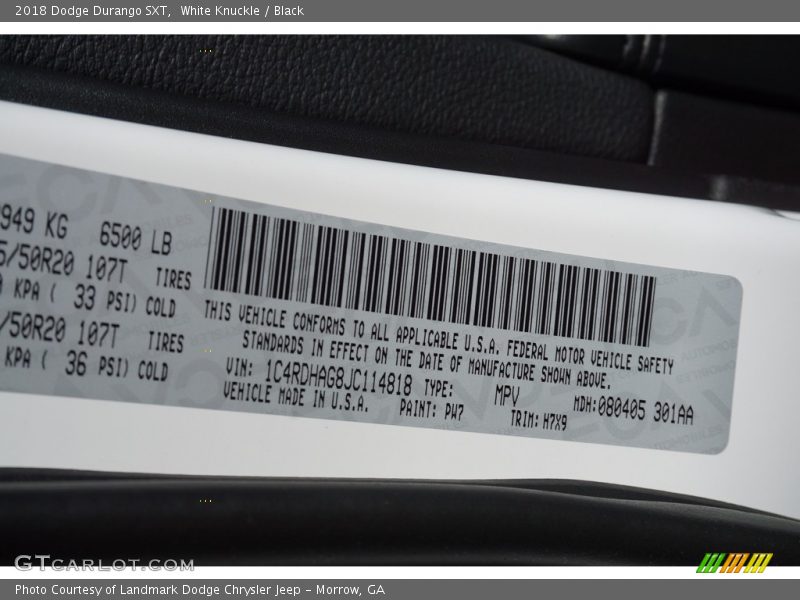 2018 Dodge Durango SXT, White Knuckle / Black
949 KG 6500 LB
/50R20 107T TIRES
KPA ( 33 PSI) COLD
/50R20 107T TIRES
KPA ( 36 PSI) COLD
THIS VEHICLE CONFORMS TO ALL APPLICABLE U.S.A. FEDERAL MOTOR VEHICLE SAFETY
STANDARDS IN EFFECT ON THE DATE OF MANUFACTURE SHOWN ABOVE.
VIN: 1C4RDHAG8JC114818 TYPE: MPV MDH:080405 301AA
VEHICLE MADE IN U.S.A. PAINT: PW7 TRIM: H7X9
GTCARLOT.COM
Photo Courtesy of Landmark Dodge Chrysler Jeep - Morrow, GA